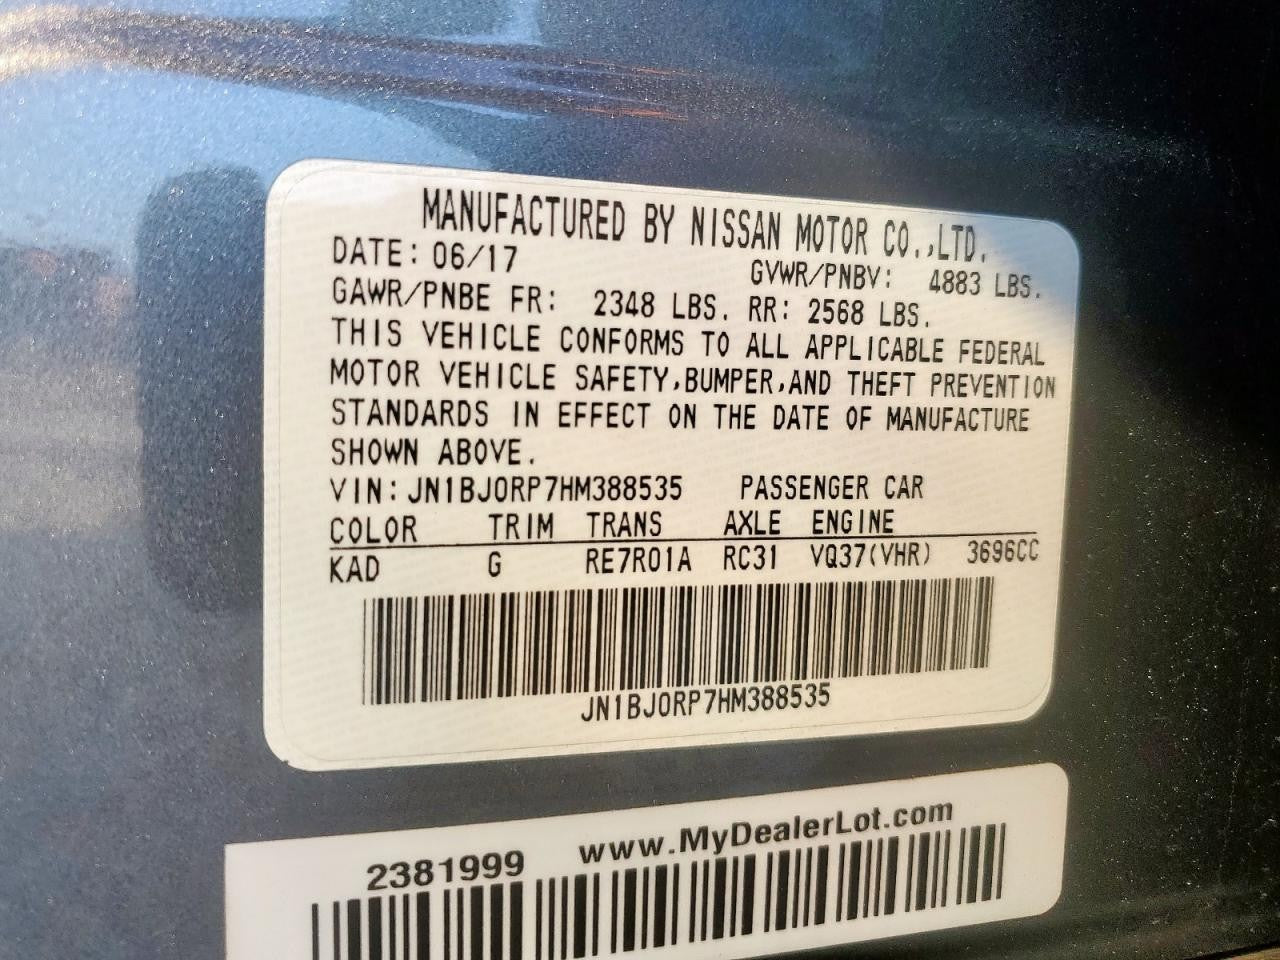 MANUFACTURED BY NISSAN MOTOR CO.,LTD.
DATE: 06/17 GVWR/PNBV: 4883 LBS.
GAWR/PNBE FR: 2348 LBS. RR: 2568 LBS.
THIS VEHICLE CONFORMS TO ALL APPLICABLE FEDERAL
MOTOR VEHICLE SAFETY,BUMPER,AND THEFT PREVENTION
STANDARDS IN EFFECT ON THE DATE OF MANUFACTURE
SHOWN ABOVE.
VIN: JN1BJ0RP7HM388535 PASSENGER CAR
COLOR TRIM TRANS AXLE ENGINE
KAD G RE7R01A RC31 VQ37(VHR) 3696CC
JN1BJ0RP7HM388535
2381999 www.MyDealerLot.com